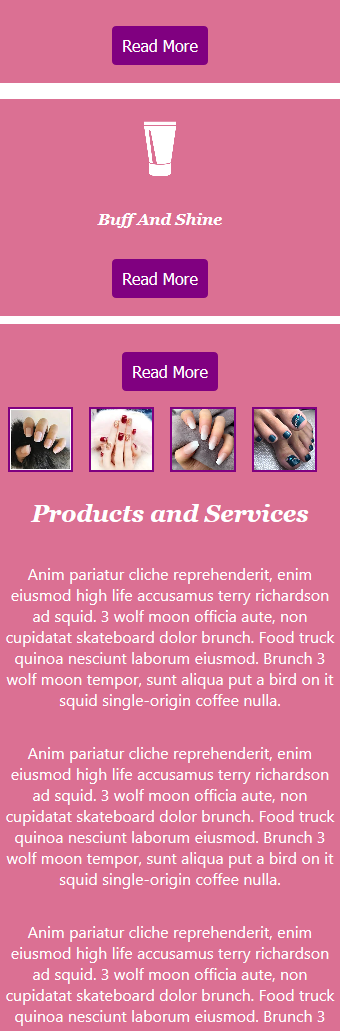 Read More
Buff And Shine
Read More
Read More
Products and Services
Anim pariatur cliche reprehenderit, enim
eiusmod high life accusamus terry richardson
ad squid. 3 wolf moon officia aute, non
cupidatat skateboard dolor brunch. Food truck
quinoa nesciunt laborum eiusmod. Brunch 3
wolf moon tempor, sunt aliqua put a bird on it
squid single-origin coffee nulla.
Anim pariatur cliche reprehenderit, enim
eiusmod high life accusamus terry richardson
ad squid. 3 wolf moon officia aute, non
cupidatat skateboard dolor brunch. Food truck
quinoa nesciunt laborum eiusmod. Brunch 3
wolf moon tempor, sunt aliqua put a bird on it
squid single-origin coffee nulla.
Anim pariatur cliche reprehenderit, enim
eiusmod high life accusamus terry richardson
ad squid. 3 wolf moon officia aute, non
cupidatat skateboard dolor brunch. Food truck
quinoa nesciunt laborum eiusmod. Brunch 3